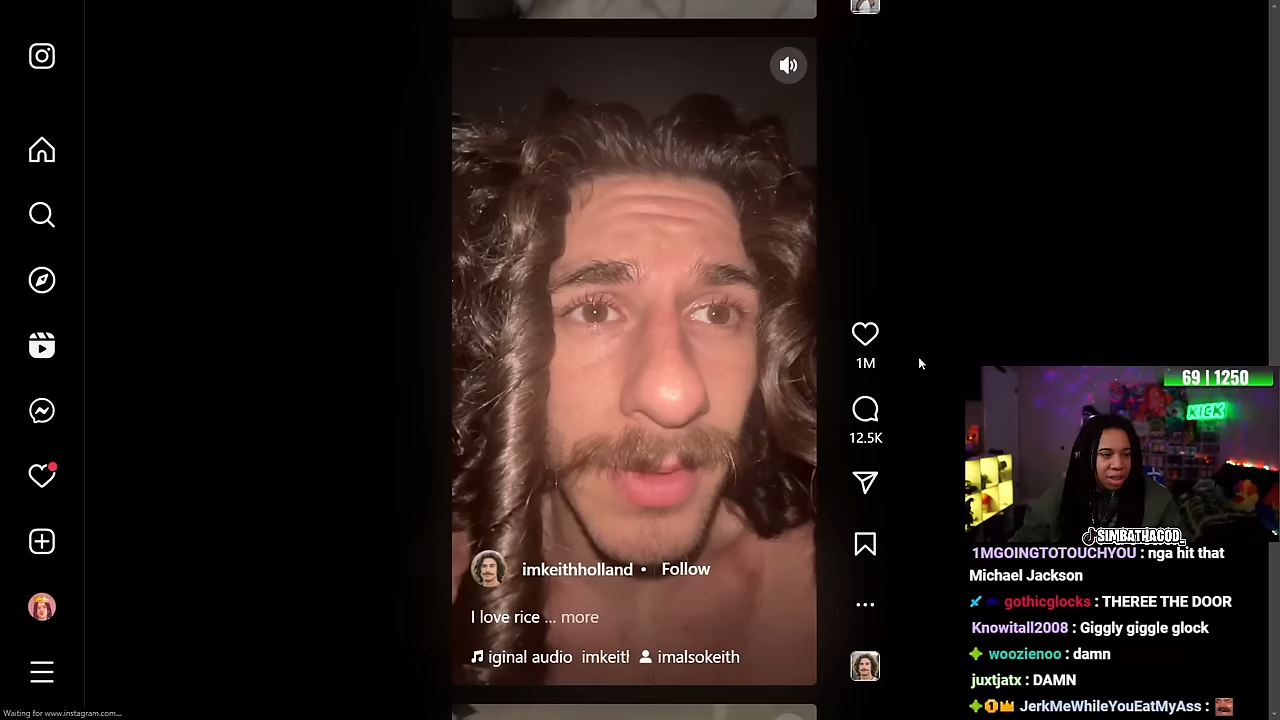 1M
12.5K
imkeithholland • Follow
I love rice ... more
iginal audio imkeitl imalsokeith
69 | 1250
KICK
SIMBATHAGOD_
1MGOINGTOTOUCHYOU : nga hit that
Michael Jackson
gothicglocks : THEREE THE DOOR
Knowitall2008 : Giggly giggle glock
woozienoo : damn
juxtjatx : DAMN
JerkMeWhileYouEatMyAss :
Waiting for www.instagram.com...